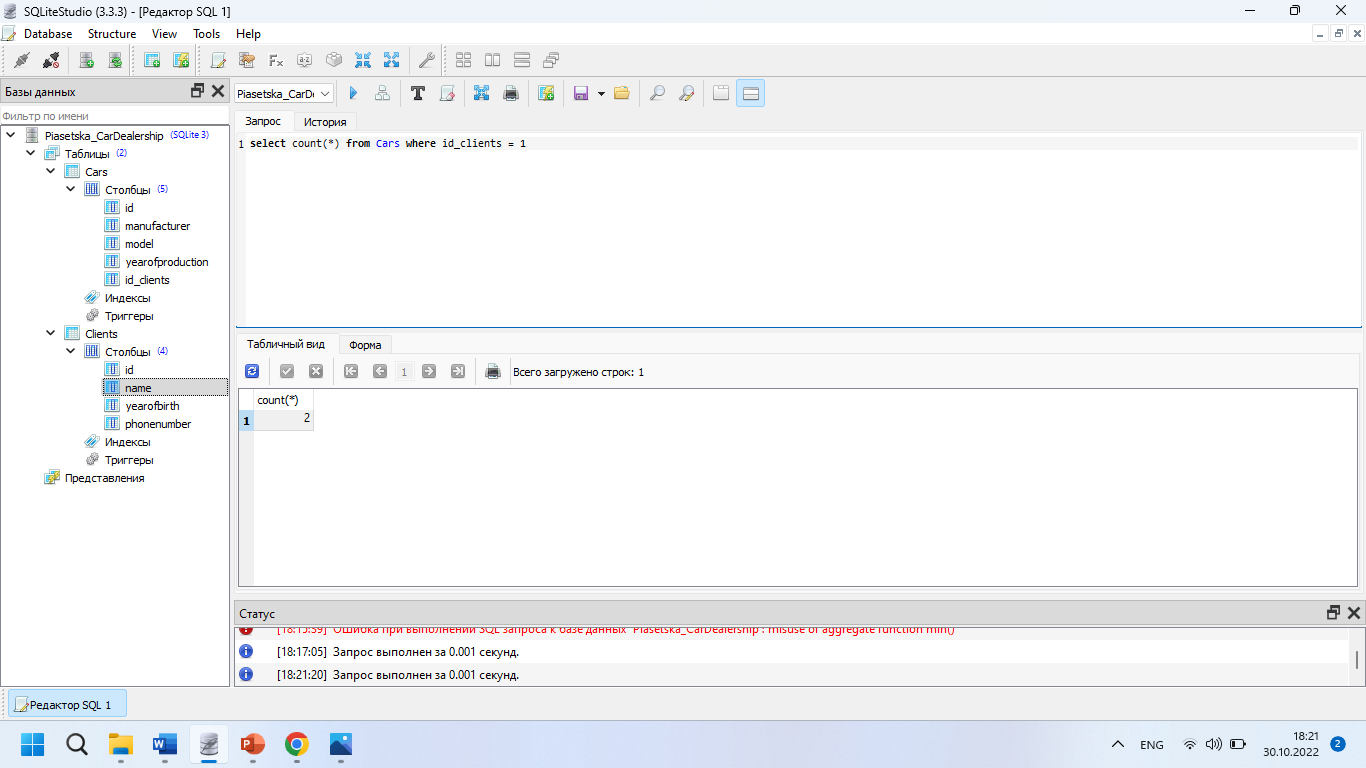 SQLiteStudio (3.3.3) - [Редактор SQL 1]
Database Structure View Tools Help
Базы данных
Piasetska_CarDe
Фильтр по имени
Запрос История
Piasetska_CarDealership (SQLite 3)
Таблицы (2)
Cars
Столбцы (5)
id
manufacturer
model
yearofproduction
id_clients
Индексы
Триггеры
Clients
Столбцы (4)
id
name
yearofbirth
phonenumber
Индексы
Триггеры
Представления
1 select count(*) from Cars where id_clients = 1
Табличный вид Форма
1 Всего загружено строк: 1
count(*)
1 2
Статус
[18:15:59] Ошибка при выполнении SQL запроса к базе данных 'Piasetska_CarDealership': misuse of aggregate function min()
[18:17:05] Запрос выполнен за 0.001 секунд.
[18:21:20] Запрос выполнен за 0.001 секунд.
Редактор SQL 1
ENG
18:21
30.10.2022
2